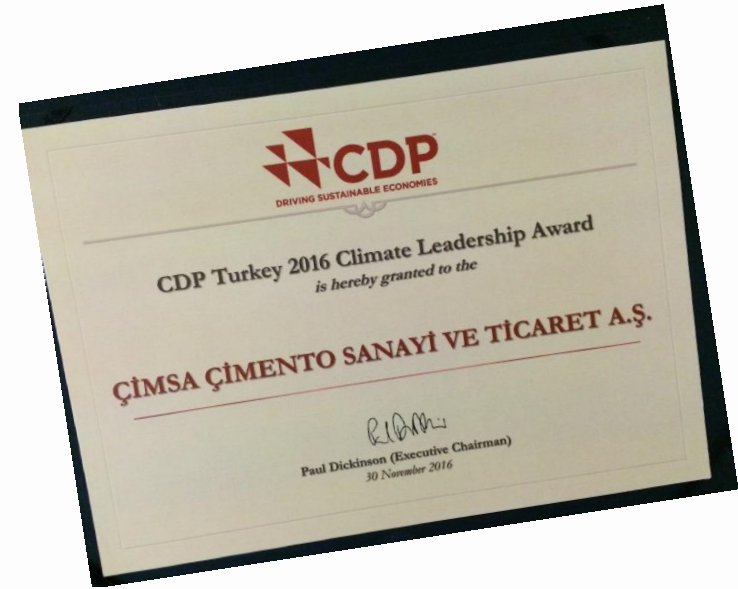 CDP
DRIVING SUSTAINABLE ECONOMIES
CDP Turkey 2016 Climate Leadership Award
is hereby granted to the
ÇİMSA ÇİMENTO SANAYİ VE TİCARET A.Ş.
Paul Dickinson (Executive Chairman)
30 November 2016